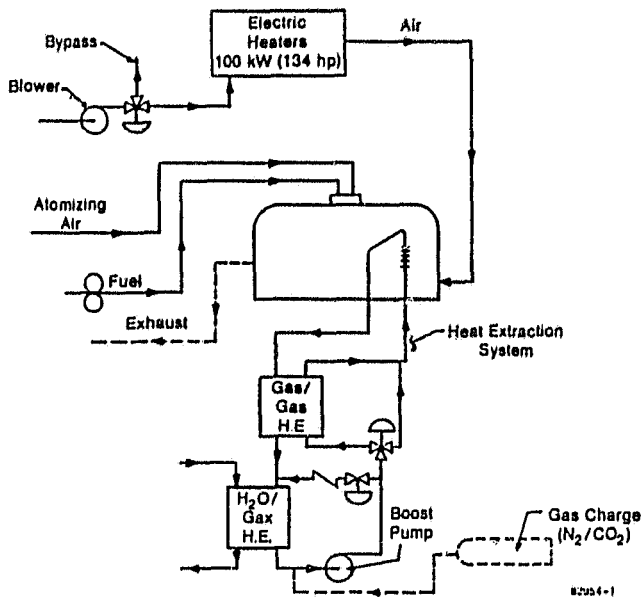 Electric
Heaters
100 kW (134 hp)
Air
Bypass
Blower
Atomizing
Air
Fuel
Exhaust
Heat Extraction
System
Gas/
Gas
H.E
H2O/
Gax
H.E.
Boost
Pump
Gas Charge
(N2/CO2)